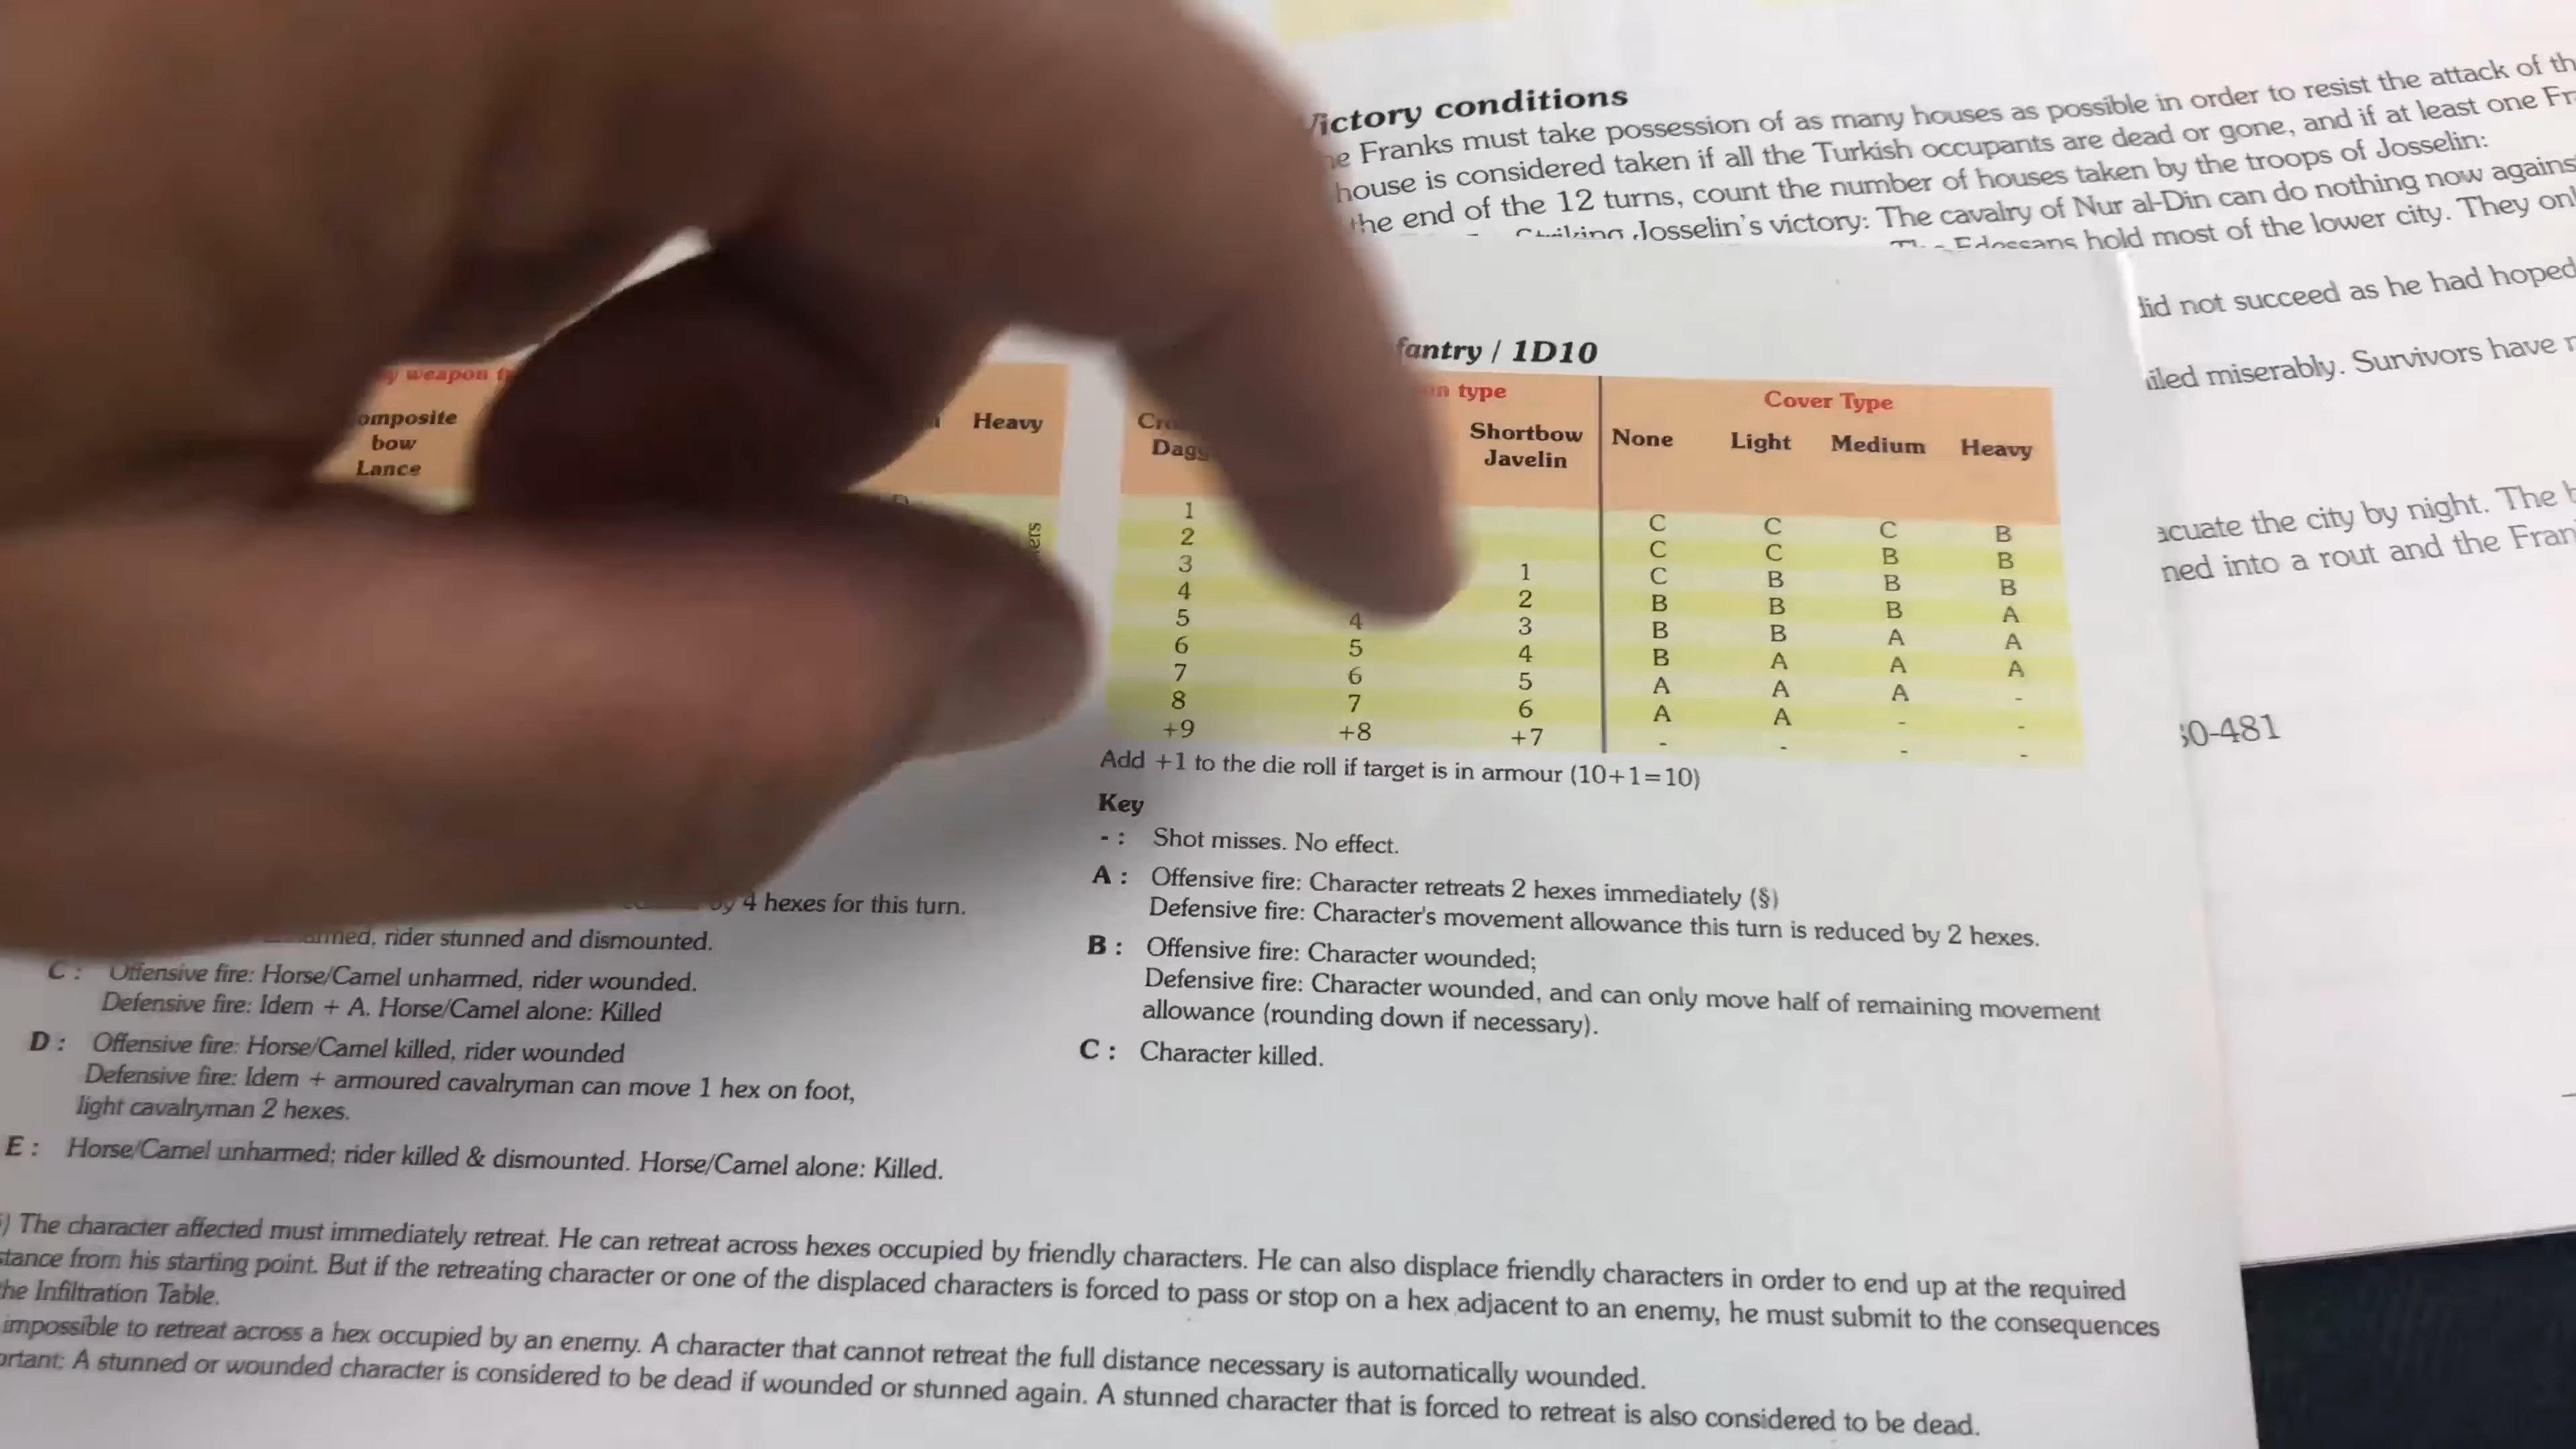 Victory conditions
Franks must take possession of as many houses as possible in order to resist the attack of
house is considered taken if all the Turkish occupants are dead or gone, and if at least one
the end of the 12 turns, count the number of houses taken by the troops of Josselin:
Josselin's victory: The cavalry of Nur al-Din can do nothing now
Edessans hold most of the lower city. They
did not succeed as he had hoped
miserably. Survivors have
the city by night. The
into a rout and the
0-481
weapon
bow
Lance
Heavy
/ 1D10
type
Cover Type
Shortbow
Javelin
None Light Medium Heavy
1 C C C B
2 C C B B
3 1 C B B B
4 2 B B B A
5 4 3 B B A A
6 5 4 B A A A
7 6 5 A A A -
8 7 6 A A - -
+9 +8 +7 - - - -
Add +1 to the die roll if target is in armour (10+1=10)
Key
- : Shot misses. No effect.
A : Offensive fire: Character retreats 2 hexes immediately (§)
Defensive fire: Character's movement allowance this turn is reduced by 2 hexes.
B : Offensive fire: Character wounded;
Defensive fire: Character wounded, and can only move half of remaining movement
allowance (rounding down if necessary).
C : Character killed.
by 4 hexes for this turn.
rider stunned and dismounted.
C : Offensive fire: Horse/Camel unharmed, rider wounded.
Defensive fire: Idem + A. Horse/Camel alone: Killed
D : Offensive fire: Horse/Camel killed, rider wounded
Defensive fire: Idem + armoured cavalryman can move 1 hex on foot,
light cavalryman 2 hexes.
E : Horse/Camel unharmed; rider killed & dismounted. Horse/Camel alone: Killed.
) The character affected must immediately retreat. He can retreat across hexes occupied by friendly characters. He can also displace friendly characters in order to end up at the required
from his starting point. But if the retreating character or one of the displaced characters is forced to pass or stop on a hex adjacent to an enemy, he must submit to the consequences
the Infiltration Table.
impossible to retreat across a hex occupied by an enemy. A character that cannot retreat the full distance necessary is automatically wounded.
A stunned or wounded character is considered to be dead if wounded or stunned again. A stunned character that is forced to retreat is also considered to be dead.